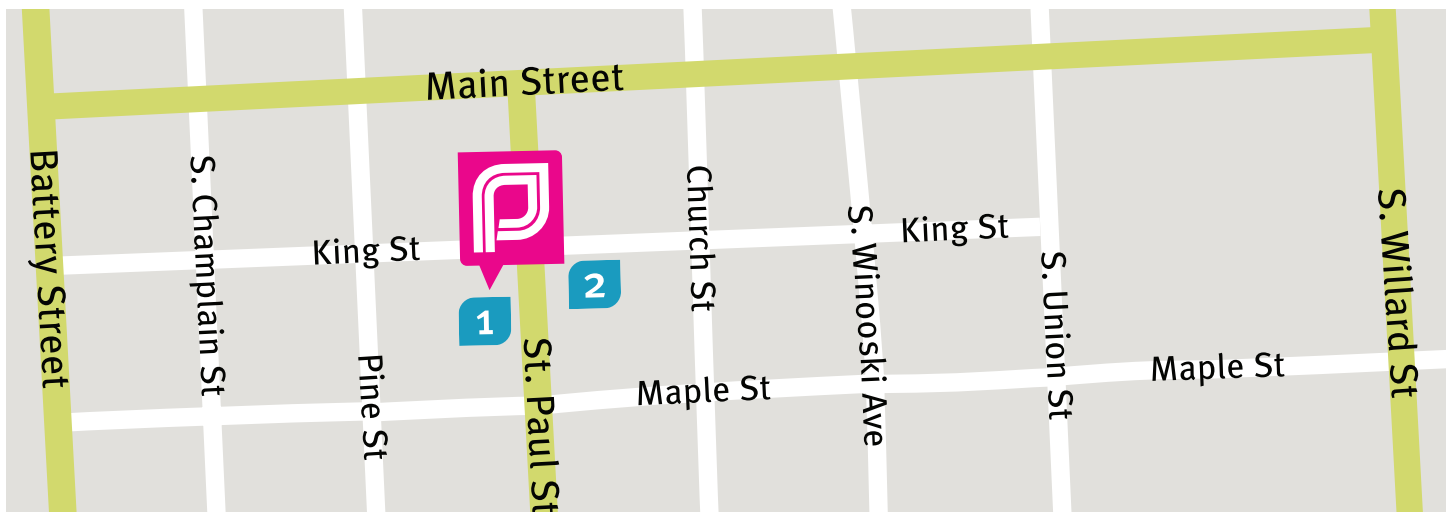 Main Street
Battery Street
S. Champlain St
Church St
S. Willard St
S. Winooski Ave
King St
King St
S. Union St
2
1
St. Paul St
Pine St
Maple St
Maple St